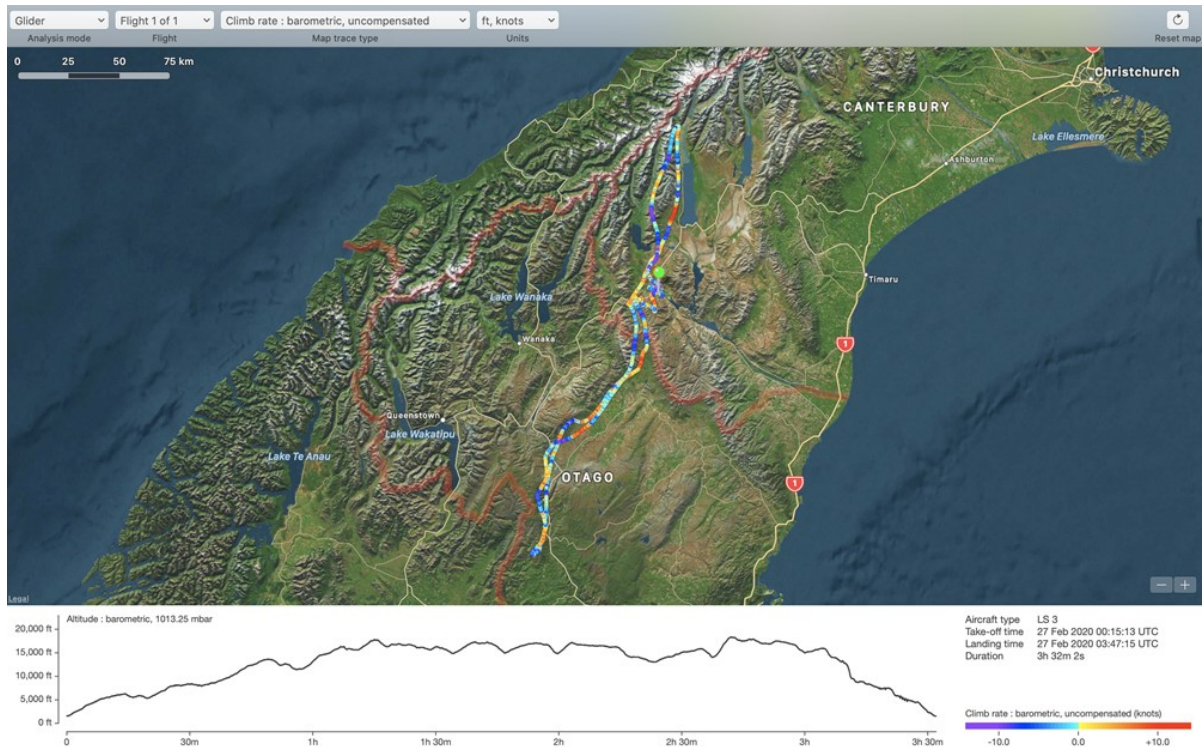 Glider
Flight 1 of 1
Climb rate : barometric, uncompensated
ft, knots
Analysis mode
Flight
Map trace type
Units
Reset map
0 25 50 75 km
Christchurch
CANTERBURY
Lake Ellesmere
Ashburton
Timaru
Lake Wanaka
Wanaka
1
Queenstown
Lake Wakatipu
Lake Te Anau
OTAGO
1
Legal
Altitude : barometric, 1013.25 mbar
20,000 ft
15,000 ft
10,000 ft
5,000 ft
0 ft
0 30m 1h 1h 30m 2h 2h 30m 3h 3h 30m
Aircraft type LS 3
Take-off time 27 Feb 2020 00:15:13 UTC
Landing time 27 Feb 2020 03:47:15 UTC
Duration 3h 32m 2s
Climb rate : barometric, uncompensated (knots)
-10.0 0.0 +10.0